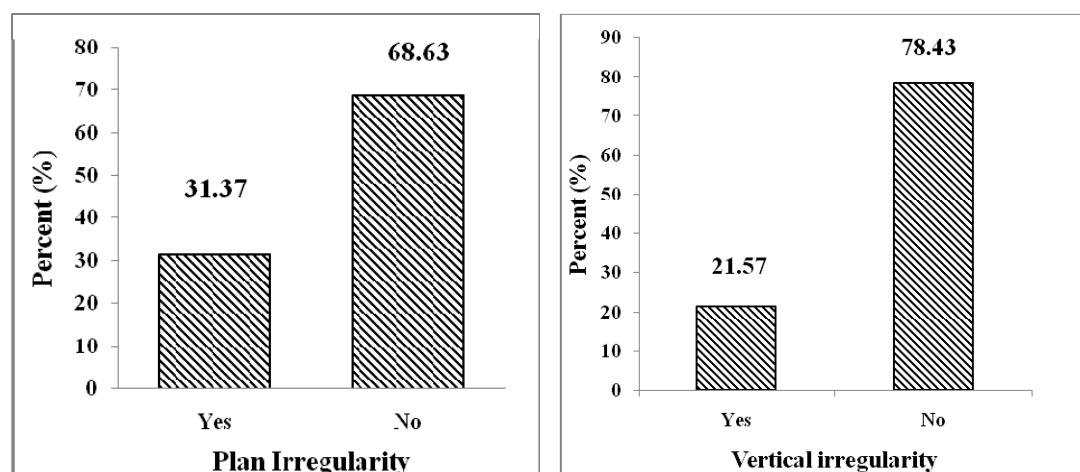 80
70
60
50
40
30
20
10
0
Percent (%)
31.37
68.63
Yes
No
Plan Irregularity
90
80
70
60
50
40
30
20
10
0
Percent (%)
21.57
78.43
Yes
No
Vertical irregularity